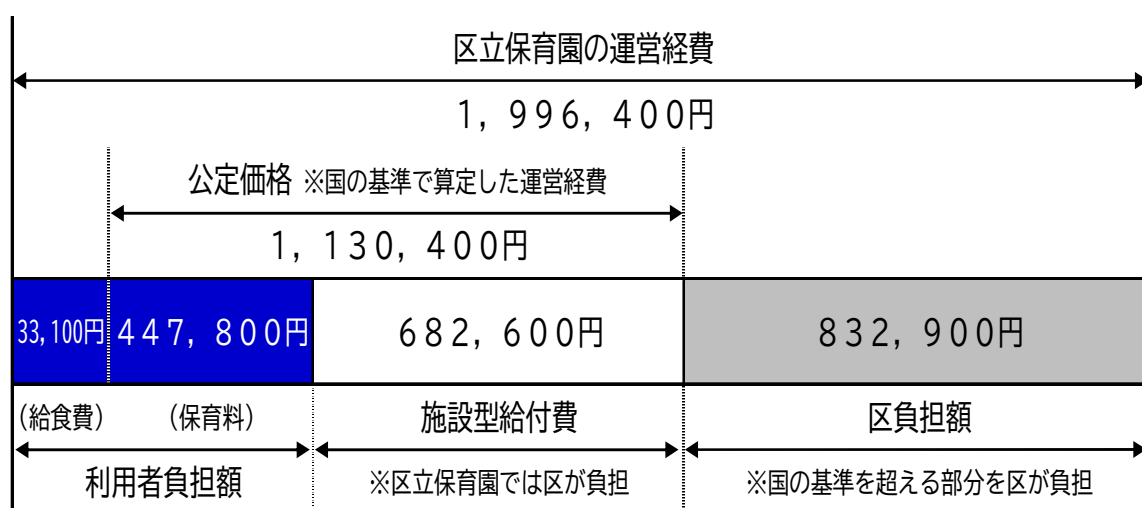 区立保育園の運営経費
１，９９６，４００円
公定価格 ※国の基準で算定した運営経費
１，１３０，４００円
33,100円 ４４７，８００円 ６８２，６００円 ８３２，９００円
(給食費) (保育料) 施設型給付費 区負担額
利用者負担額 ※区立保育園では区が負担 ※国の基準を超える部分を区が負担